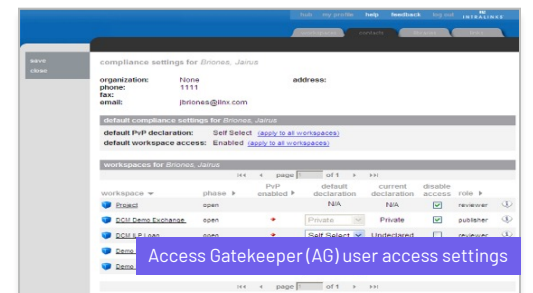 hub my profile help feedback log out INTRALINKS
contacts
save
close
compliance settings for Briones, Jairus
organization: None address:
phone: 1111
fax:
email: jbriones@ilnx.com
default compliance settings for Briones, Jairus
default PvP declaration: Self Select (apply to all workspaces)
default workspace access: Enabled (apply to all workspaces)
workspaces for Briones, Jairus
page of 1
workspace phase PvP enabled default declaration current declaration disable access role
Project open N/A N/A reviewer
DCM Demo Exchange open Private Private publisher
DCM ILP Loan open Self Select Undeclared reviewer
Demo
Demo
Access Gatekeeper (AG) user access settings
page of 1